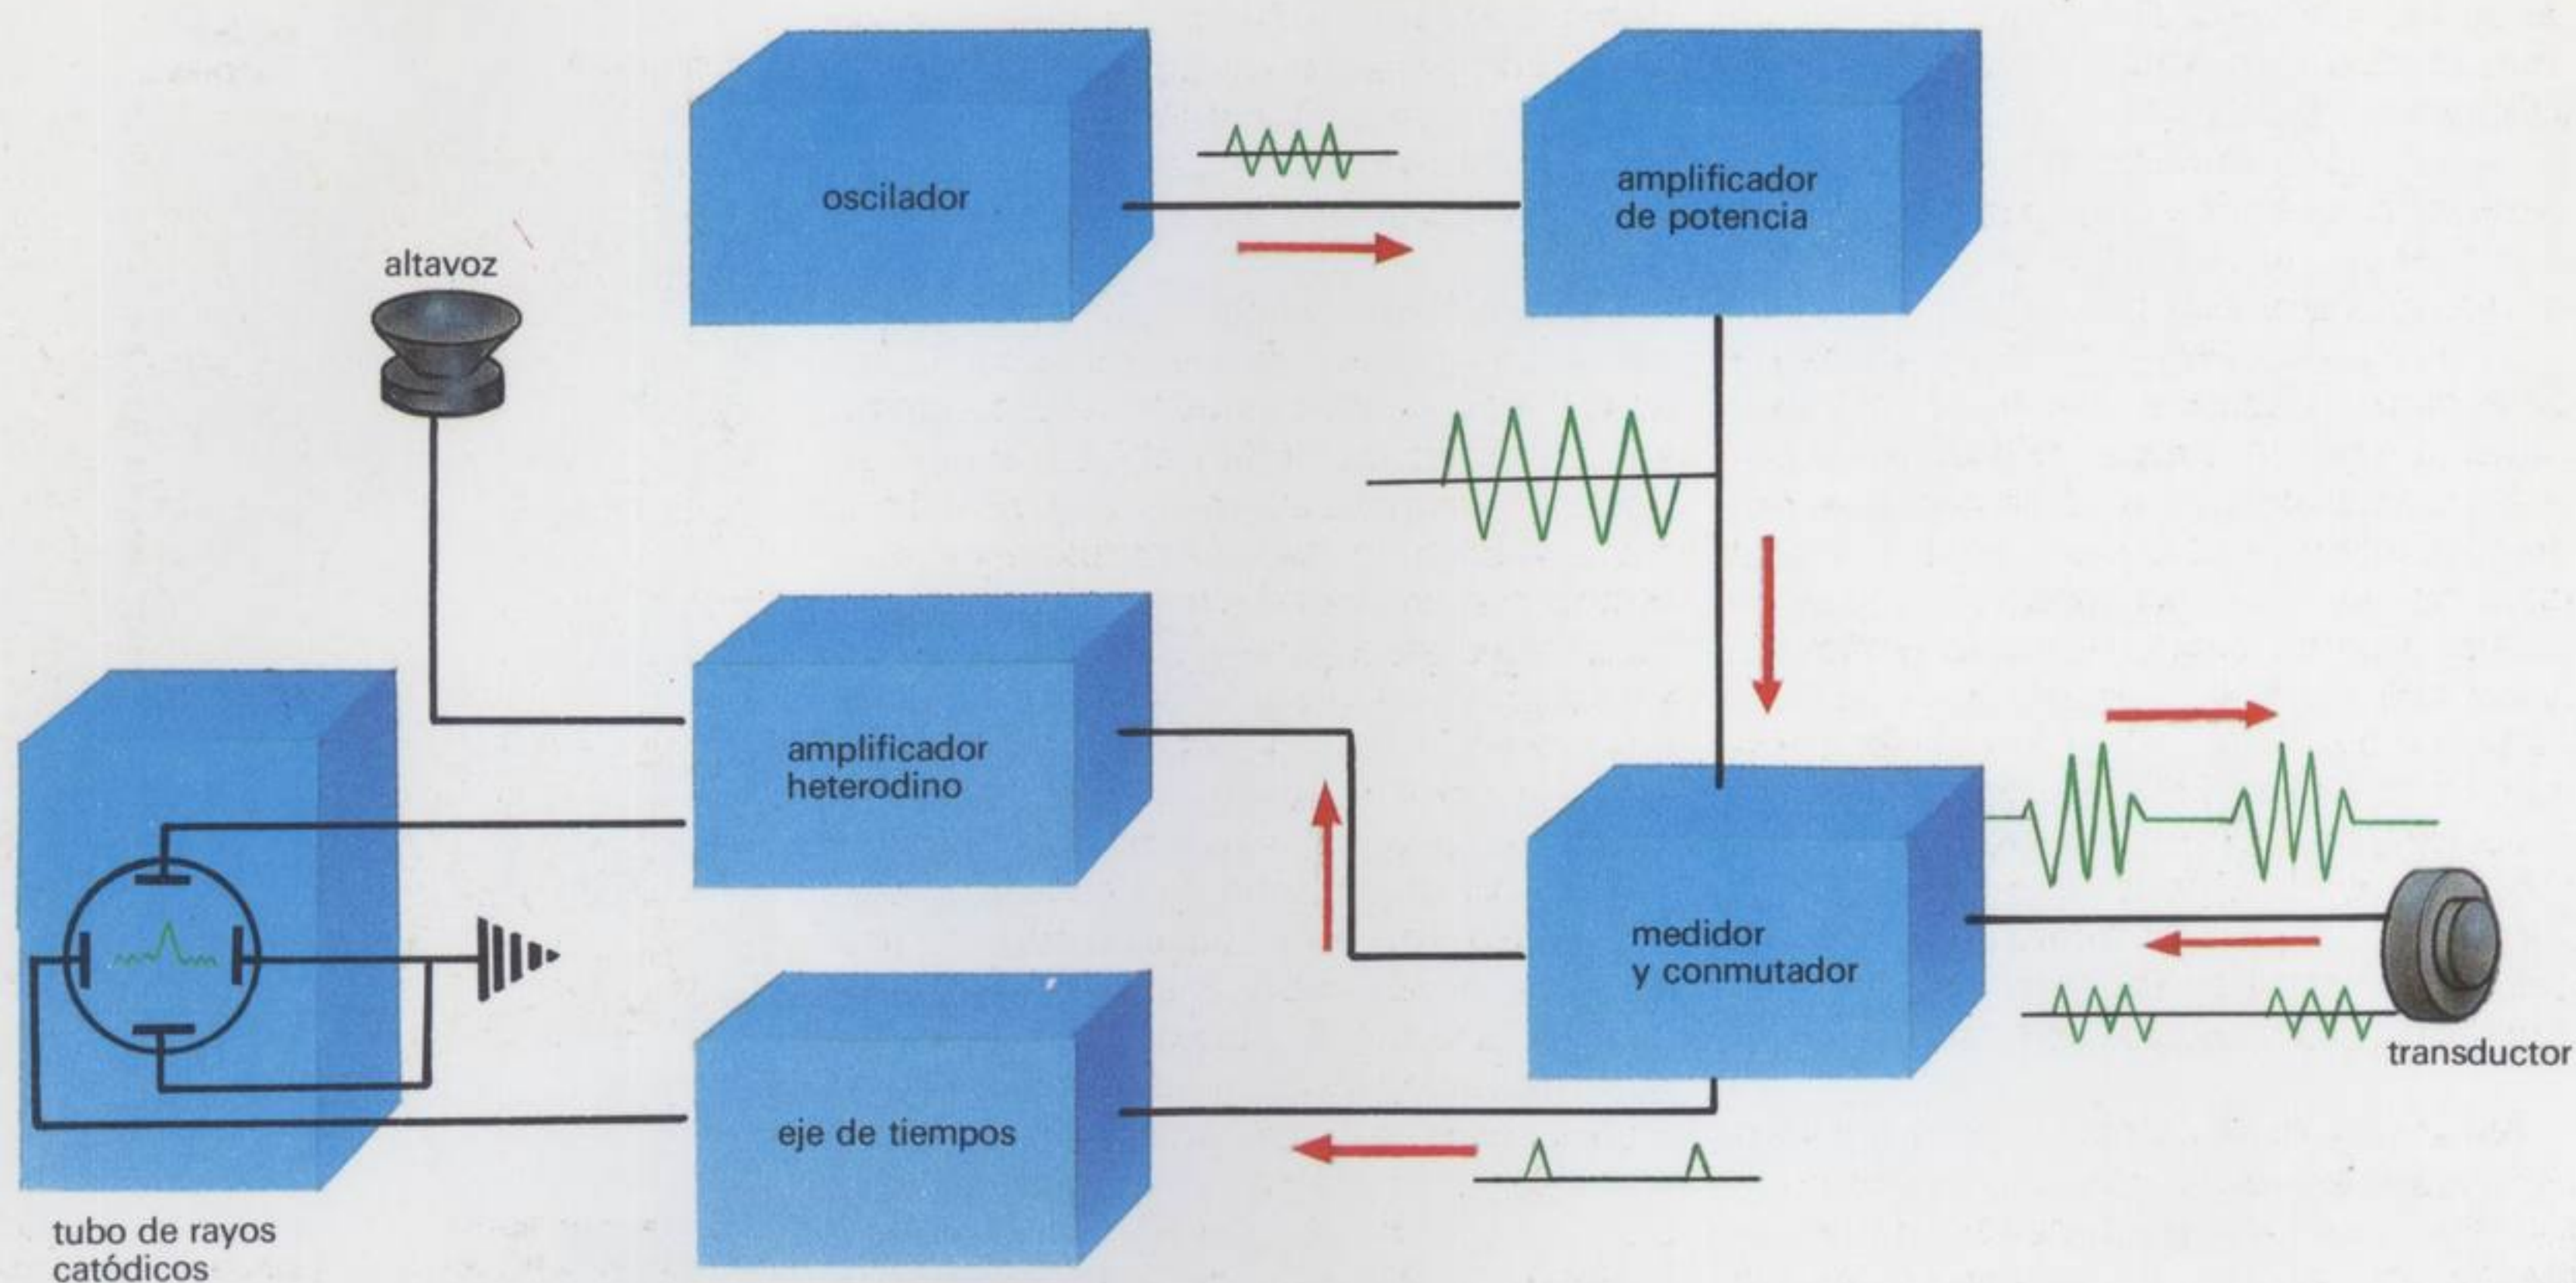 oscilador
amplificador
de potencia
altavoz
amplificador
heterodino
medidor
y conmutador
transductor
eje de tiempos
tubo de rayos
catódicos